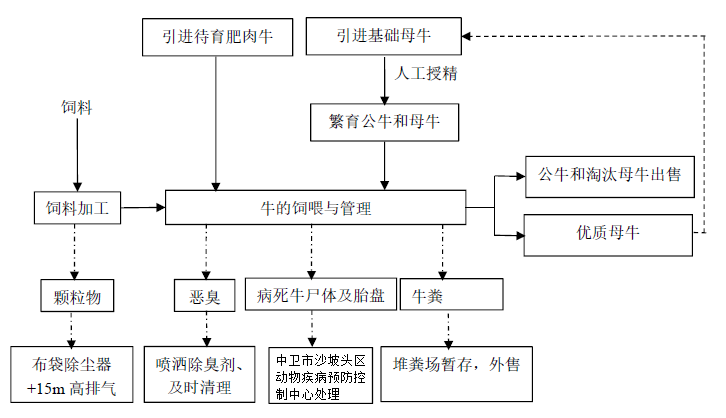 引进待育肥肉牛
引进基础母牛
人工授精
饲料
繁育公牛和母牛
公牛和淘汰母牛出售
饲料加工
牛的饲喂与管理
优质母牛
颗粒物
恶臭
病死牛尸体及胎盘
牛粪
布袋除尘器
+15m 高排气
喷洒除臭剂、
及时清理
中卫市沙坡头区
动物疾病预防控
制中心处理
堆粪场暂存，外售